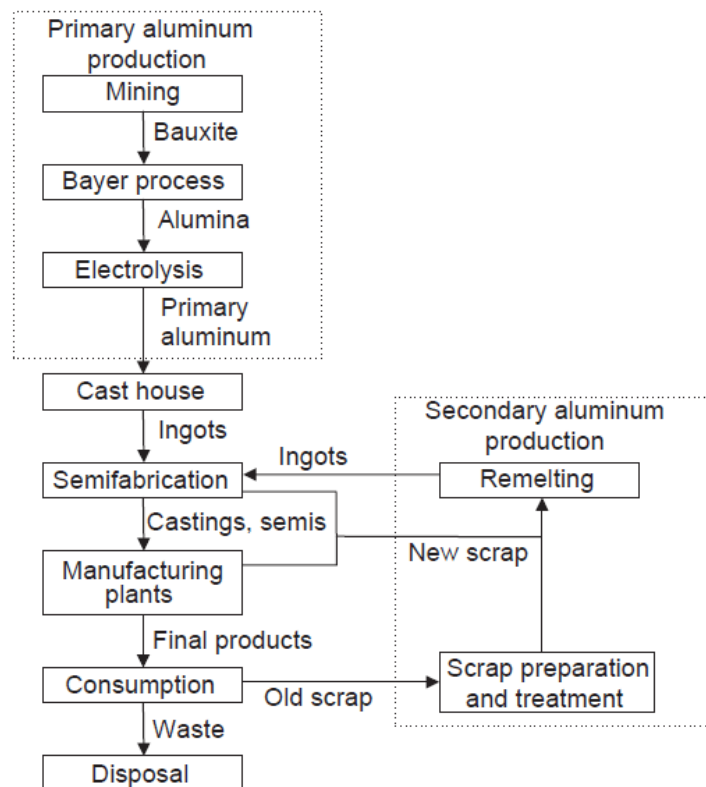 Primary aluminum
production
Mining
Bauxite
Bayer process
Alumina
Electrolysis
Primary
aluminum
Cast house
Ingots
Semifabrication
Castings, semis
Manufacturing
plants
Final products
Consumption
Waste
Disposal
Secondary aluminum
production
Ingots
Remelting
New scrap
Scrap preparation
and treatment
Old scrap